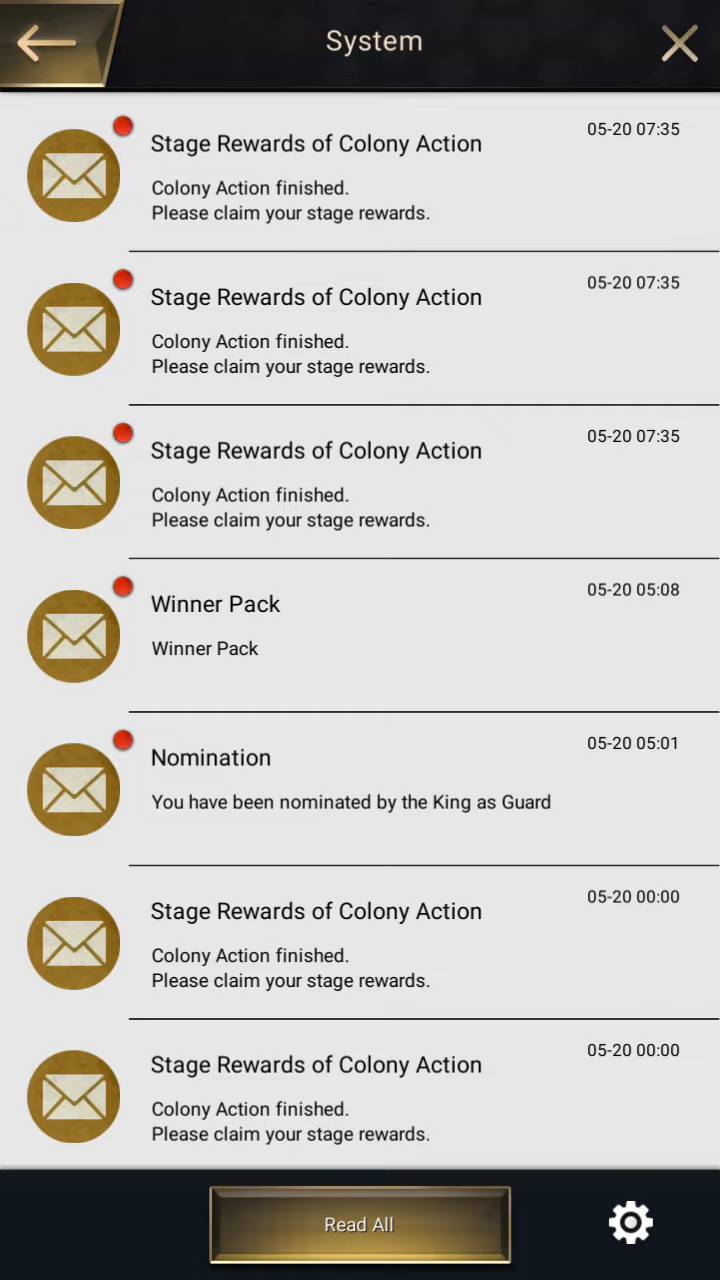 System
Stage Rewards of Colony Action
05-20 07:35
Colony Action finished.
Please claim your stage rewards.
Stage Rewards of Colony Action
05-20 07:35
Colony Action finished.
Please claim your stage rewards.
Stage Rewards of Colony Action
05-20 07:35
Colony Action finished.
Please claim your stage rewards.
Winner Pack
05-20 05:08
Winner Pack
Nomination
05-20 05:01
You have been nominated by the King as Guard
Stage Rewards of Colony Action
05-20 00:00
Colony Action finished.
Please claim your stage rewards.
Stage Rewards of Colony Action
05-20 00:00
Colony Action finished.
Please claim your stage rewards.
Read All